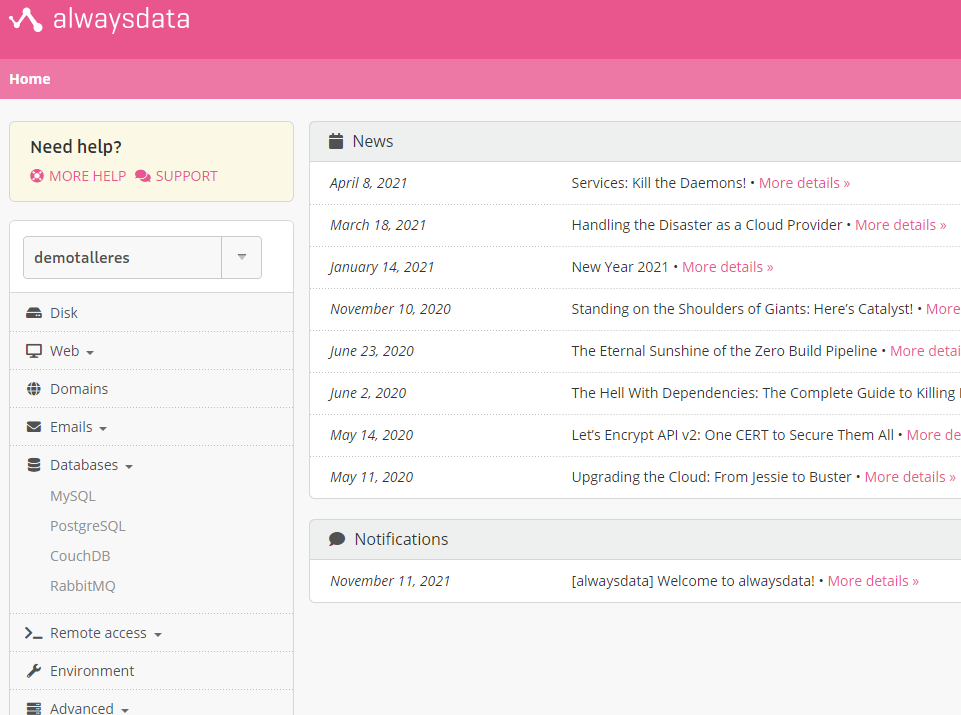 alwaysdata
Home
Need help?
MORE HELP SUPPORT
demotalleres
Disk
Web
Domains
Emails
Databases
MySQL
PostgreSQL
CouchDB
RabbitMQ
Remote access
Environment
Advanced
News
April 8, 2021 Services: Kill the Daemons! • More details »
March 18, 2021 Handling the Disaster as a Cloud Provider • More details »
January 14, 2021 New Year 2021 • More details »
November 10, 2020 Standing on the Shoulders of Giants: Here’s Catalyst! • More
June 23, 2020 The Eternal Sunshine of the Zero Build Pipeline • More detai
June 2, 2020 The Hell With Dependencies: The Complete Guide to Killing
May 14, 2020 Let’s Encrypt API v2: One CERT to Secure Them All • More de
May 11, 2020 Upgrading the Cloud: From Jessie to Buster • More details »
Notifications
November 11, 2021 [alwaysdata] Welcome to alwaysdata! • More details »